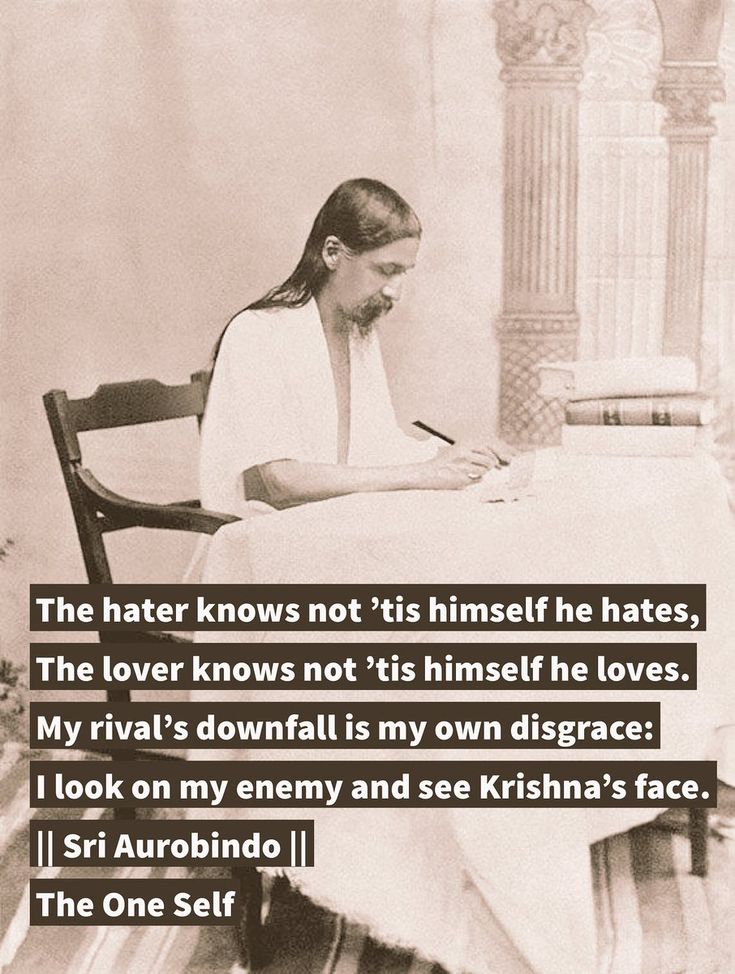 The hater knows not ’tis himself he hates,
The lover knows not ’tis himself he loves.
My rival’s downfall is my own disgrace:
I look on my enemy and see Krishna’s face.
|| Sri Aurobindo ||
The One Self